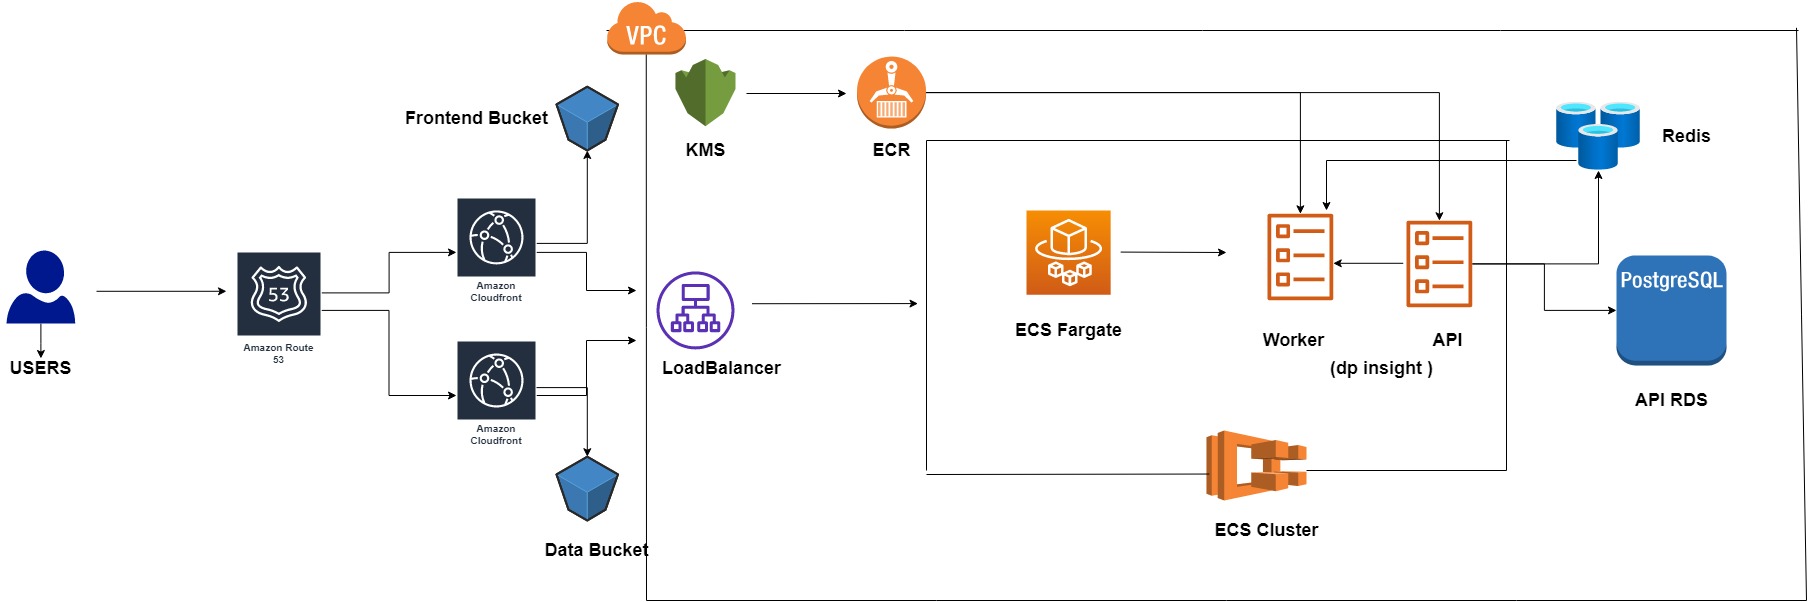 VPC
Frontend Bucket
KMS
ECR
Redis
53
Amazon
Cloudfront
PostgreSQL
USERS
Amazon Route
53
LoadBalancer
ECS Fargate
Worker
API
(dp insight )
API RDS
Amazon
Cloudfront
Data Bucket
ECS Cluster